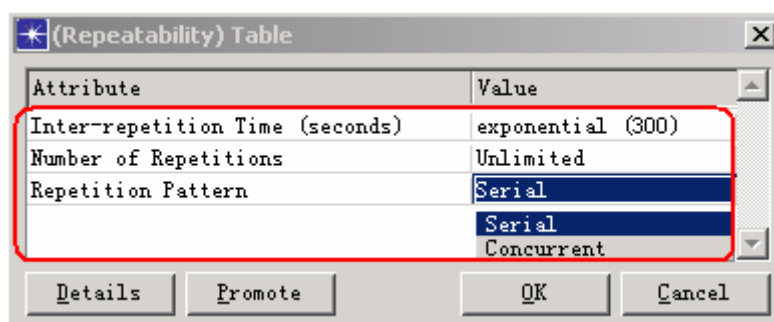 (Repeatability) Table
Attribute Value
Inter-repetition Time (seconds) exponential (300)
Number of Repetitions Unlimited
Repetition Pattern Serial
Serial
Concurrent
Details Promote OK Cancel